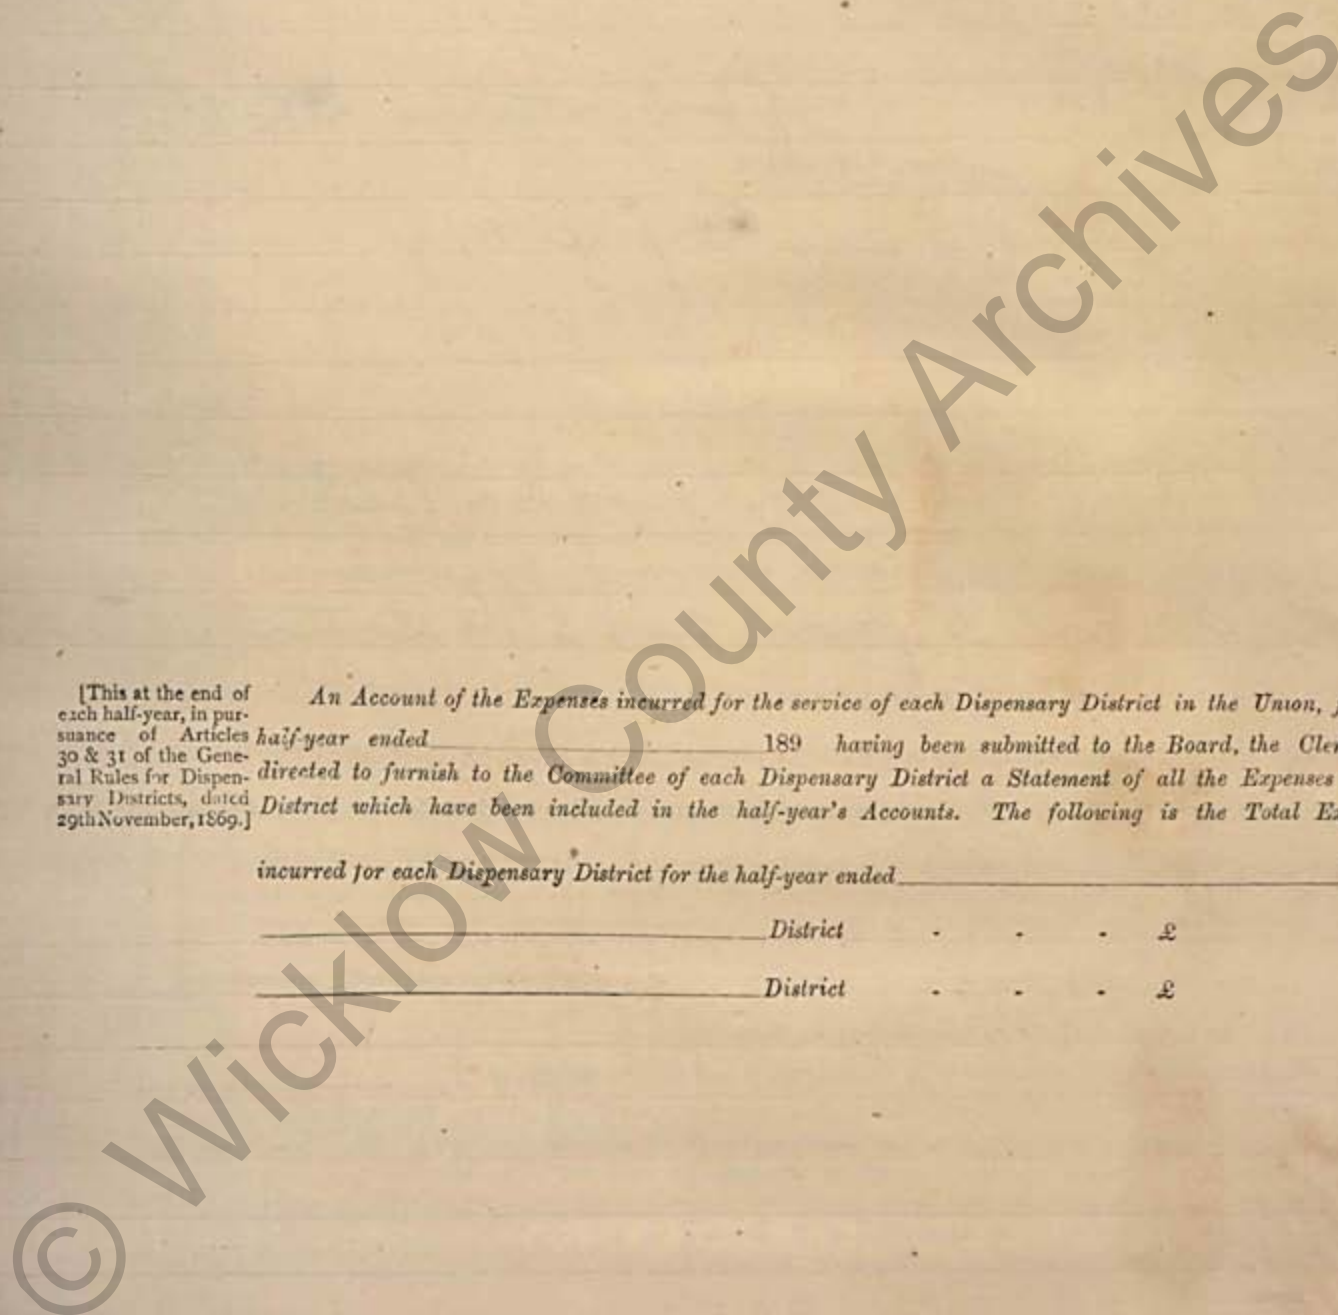 [This at the end of
each half-year, in pur-
suance of Articles
30 & 31 of the Gene-
ral Rules for Dispen-
sary Districts, dated
29th November, 1869.]
An Account of the Expenses incurred for the service of each Dispensary District in the Union,
half-year ended 189 having been submitted to the Board, the
directed to furnish to the Committee of each Dispensary District a Statement of all the Expenses
District which have been included in the half-year's Accounts. The following is the Total
incurred for each Dispensary District for the half-year ended
District - - - £
District - - - £
© Wicklow County Archives